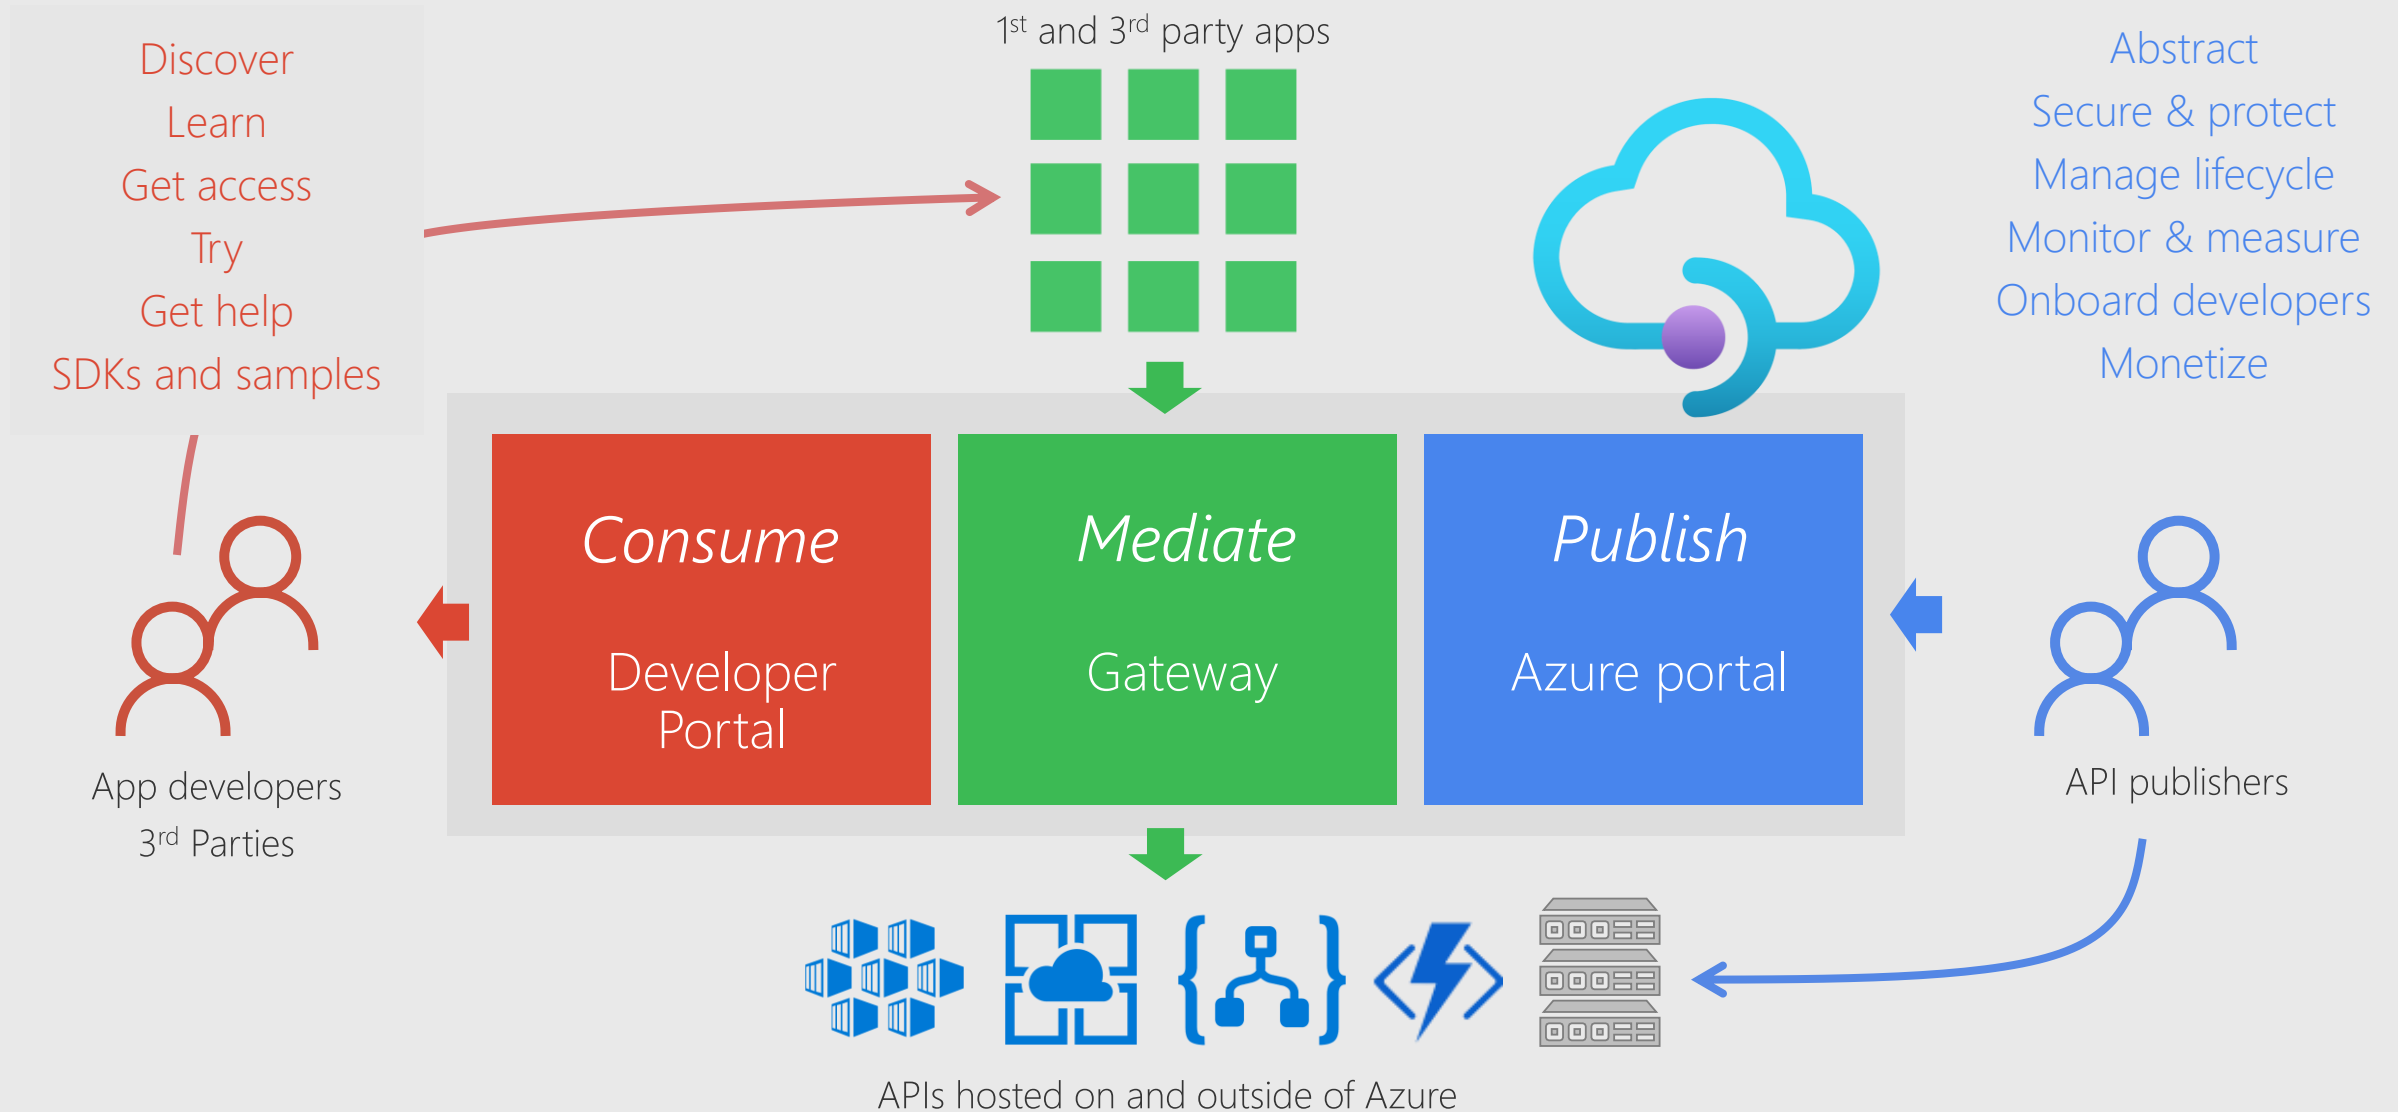 Discover
Learn
Get access
Try
Get help
SDKs and samples
1st and 3rd party apps
Abstract
Secure & protect
Manage lifecycle
Monitor & measure
Onboard developers
Monetize
Consume
Developer
Portal
Mediate
Gateway
Publish
Azure portal
App developers
3rd Parties
API publishers
APIs hosted on and outside of Azure